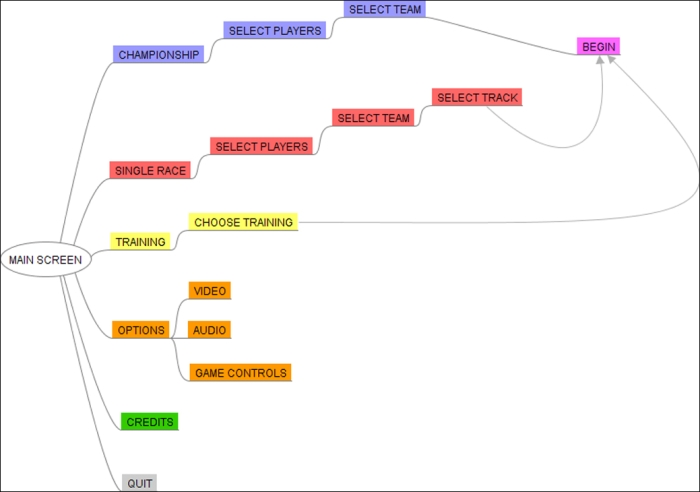 SELECT TEAM
SELECT PLAYERS
CHAMPIONSHIP
BEGIN
SELECT TRACK
SELECT TEAM
SELECT PLAYERS
SINGLE RACE
CHOOSE TRAINING
TRAINING
MAIN SCREEN
VIDEO
OPTIONS
AUDIO
GAME CONTROLS
CREDITS
QUIT